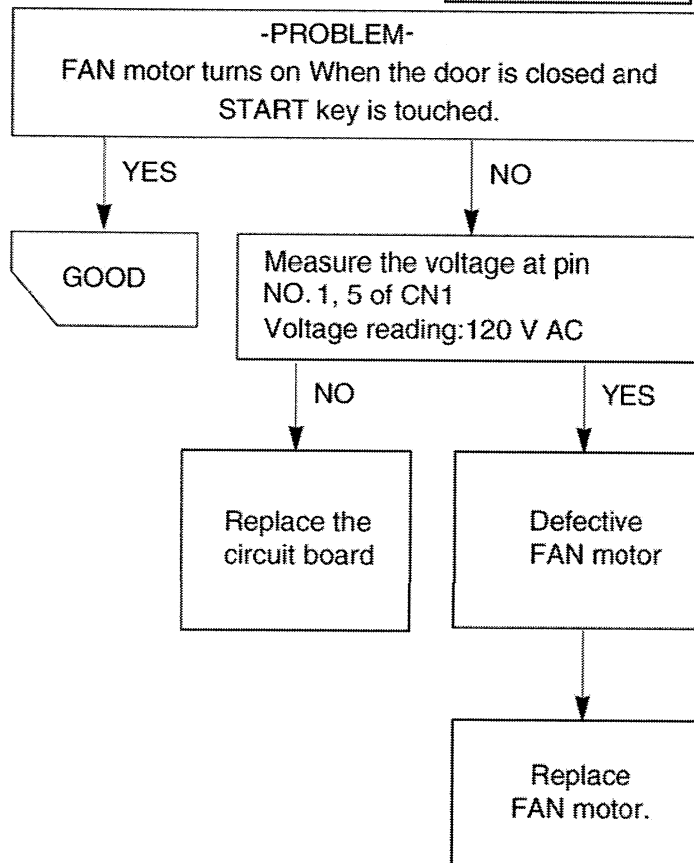 -PROBLEM-
FAN motor turns on When the door is closed and
START key is touched.
YES
NO
GOOD
Measure the voltage at pin
NO. 1, 5 of CN1
Voltage reading:120 V AC
NO
YES
Replace the
circuit board
Defective
FAN motor
Replace
FAN motor.